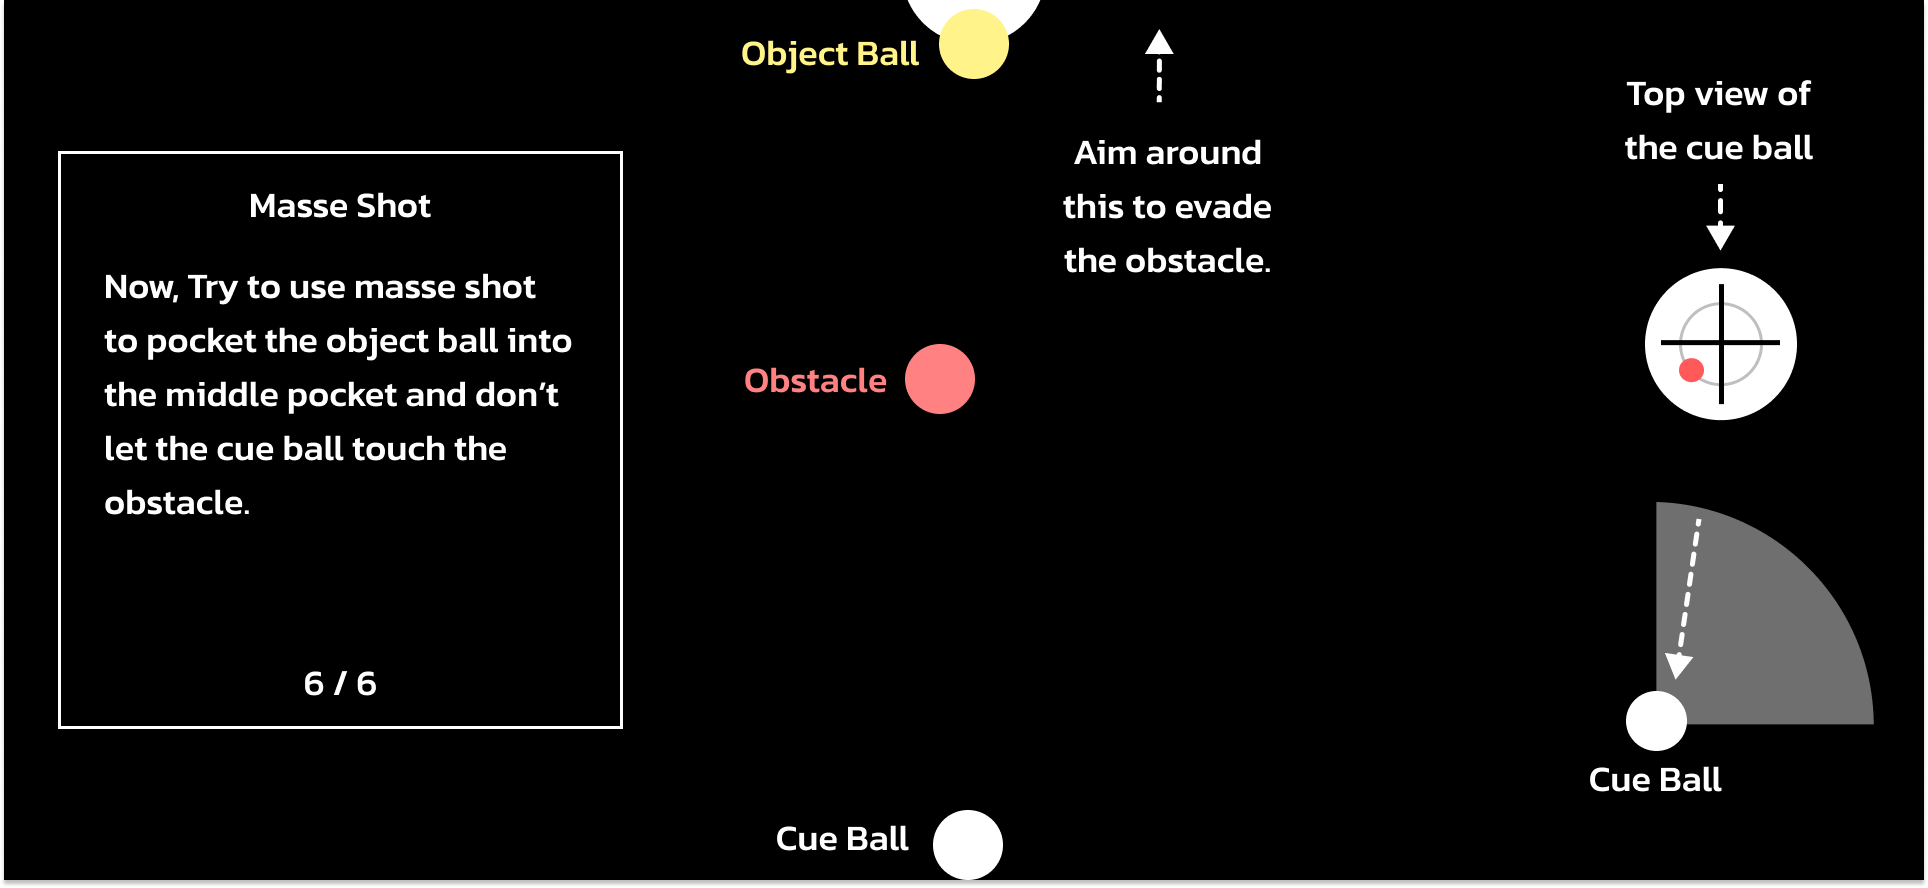 Object Ball
Masse Shot
Now, Try to use masse shot
to pocket the object ball into
the middle pocket and don’t
let the cue ball touch the
obstacle.
6 / 6
Aim around
this to evade
the obstacle.
Obstacle
Cue Ball
Top view of
the cue ball
Cue Ball